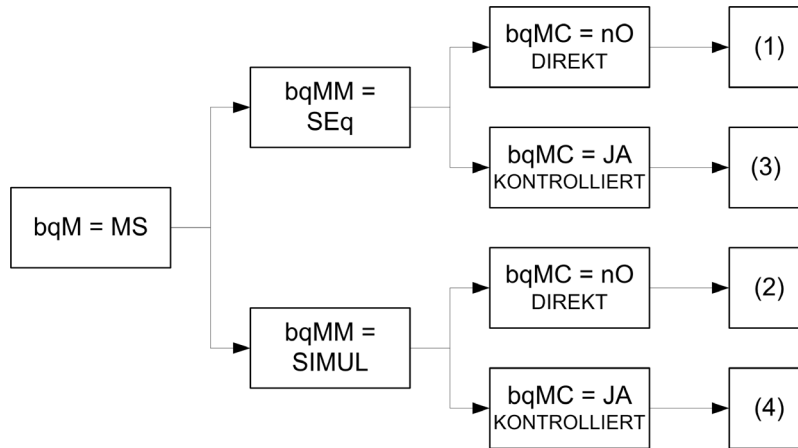 bqMC = nO
DIREKT
(1)
bqMM =
SEq
bqMC = JA
KONTROLLIERT
(3)
bqM = MS
bqMC = nO
DIREKT
(2)
bqMM =
SIMUL
bqMC = JA
KONTROLLIERT
(4)